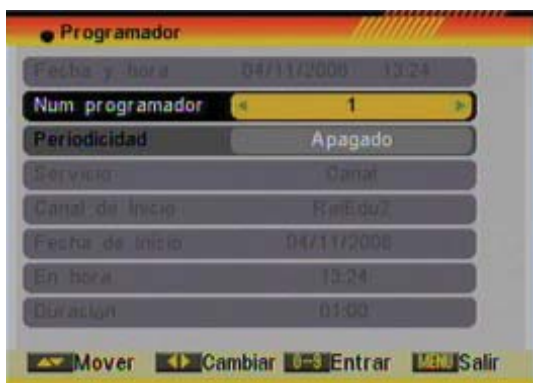 Programador
Fecha y hora 04/11/2008 13:24
Num programador 1
Periodicidad Apagado
Servicio Canal
Canal de Inicio RaiEdu2
Fecha de Inicio 04/11/2008
En hora 13:24
Duración 01:00
Mover Cambiar 0-9 Entrar MENU Salir